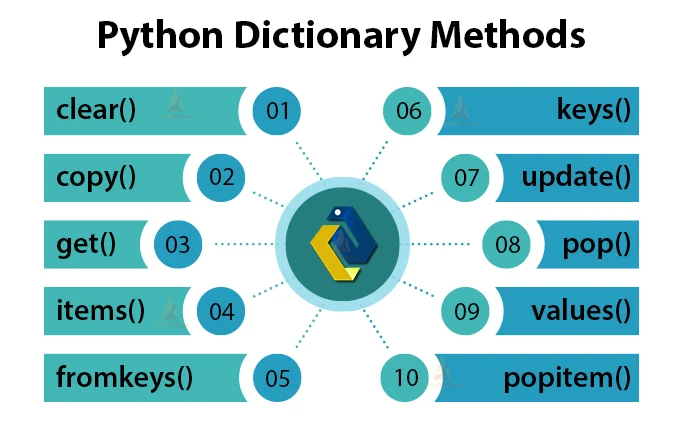 Python Dictionary Methods
clear() 01
copy() 02
get() 03
items() 04
fromkeys() 05
06 keys()
07 update()
08 pop()
09 values()
10 popitem()